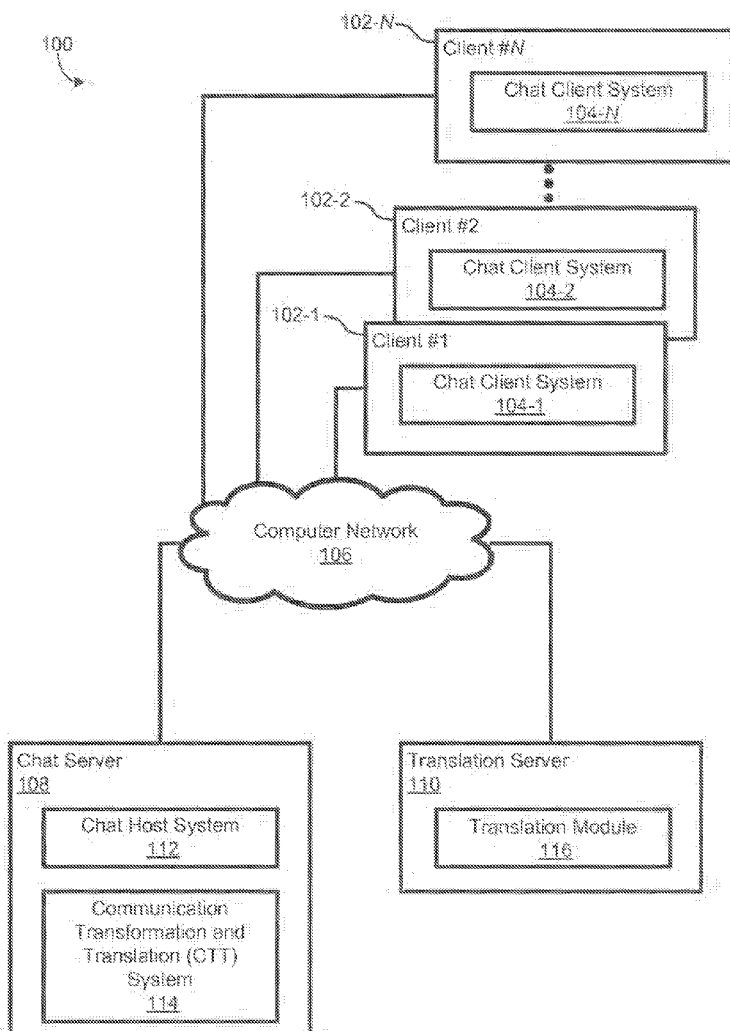 100
102-N
Client #N
Chat Client System
104-N
102-2
Client #2
Chat Client System
104-2
102-1
Client #1
Chat Client System
104-1
Computer Network
106
Chat Server
108
Chat Host System
112
Communication
Transformation and
Translation (CTT)
System
114
Translation Server
110
Translation Module
116